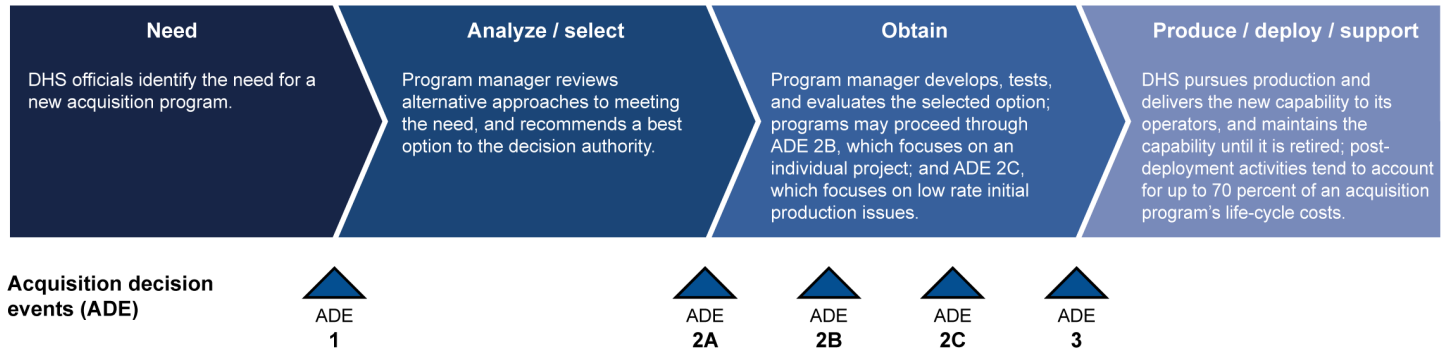 Need
DHS officials identify the need for a
new acquisition program.
Analyze / select
Program manager reviews
alternative approaches to meeting
the need, and recommends a best
option to the decision authority.
Obtain
Program manager develops, tests,
and evaluates the selected option;
programs may proceed through
ADE 2B, which focuses on an
individual project; and ADE 2C,
which focuses on low rate initial
production issues.
Produce / deploy / support
DHS pursues production and
delivers the new capability to its
operators, and maintains the
capability until it is retired; post-
deployment activities tend to account
for up to 70 percent of an acquisition
program's life-cycle costs.
Acquisition decision
events (ADE)
ADE
1
ADE
2A
ADE
2B
ADE
2C
ADE
3